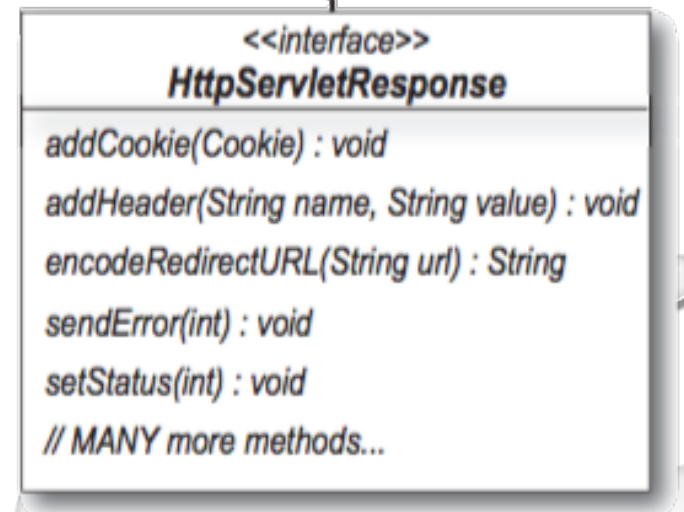 <<interface>>
HttpServletResponse
addCookie(Cookie) : void
addHeader(String name, String value) : void
encodeRedirectURL(String url) : String
sendError(int) : void
setStatus(int) : void
// MANY more methods...